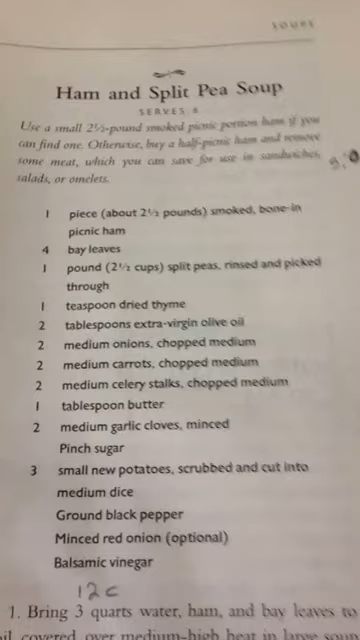 SOUPS
Ham and Split Pea Soup
SERVES 6
Use a small 2½-pound smoked picnic portion ham if you
can find one. Otherwise, buy a half-picnic ham and remove
some meat, which you can save for use in sandwiches,
salads, or omelets.
1 piece (about 2½ pounds) smoked, bone-in
picnic ham
4 bay leaves
1 pound (2½ cups) split peas, rinsed and picked
through
1 teaspoon dried thyme
2 tablespoons extra-virgin olive oil
2 medium onions, chopped medium
2 medium carrots, chopped medium
2 medium celery stalks, chopped medium
1 tablespoon butter
2 medium garlic cloves, minced
Pinch sugar
3 small new potatoes, scrubbed and cut into
medium dice
Ground black pepper
Minced red onion (optional)
Balsamic vinegar
12c
1. Bring 3 quarts water, ham, and bay leaves to
covered over medium-high heat in large